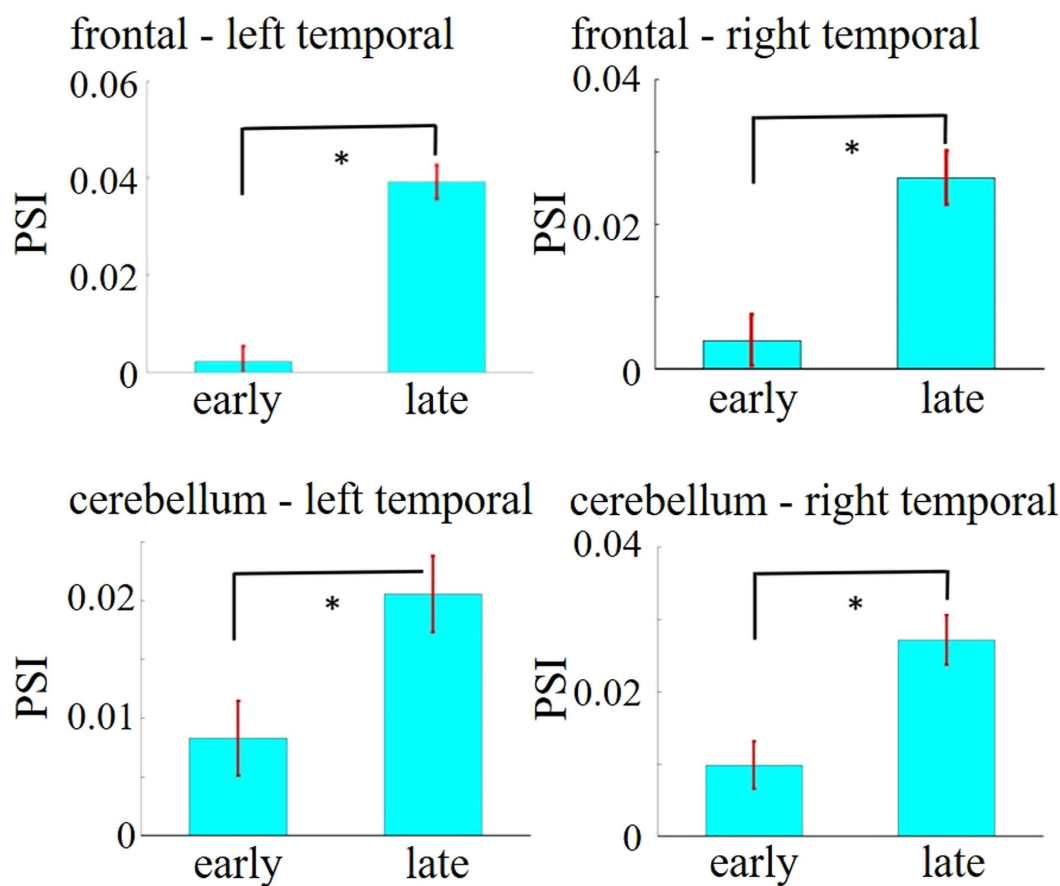 frontal - left temporal
0.06
0.04
0.02
0
PSI
*
early late
frontal - right temporal
0.04
0.02
0
PSI
*
early late
cerebellum - left temporal
0.02
0.01
0
PSI
*
early late
cerebellum - right temporal
0.04
0.02
0
PSI
*
early late